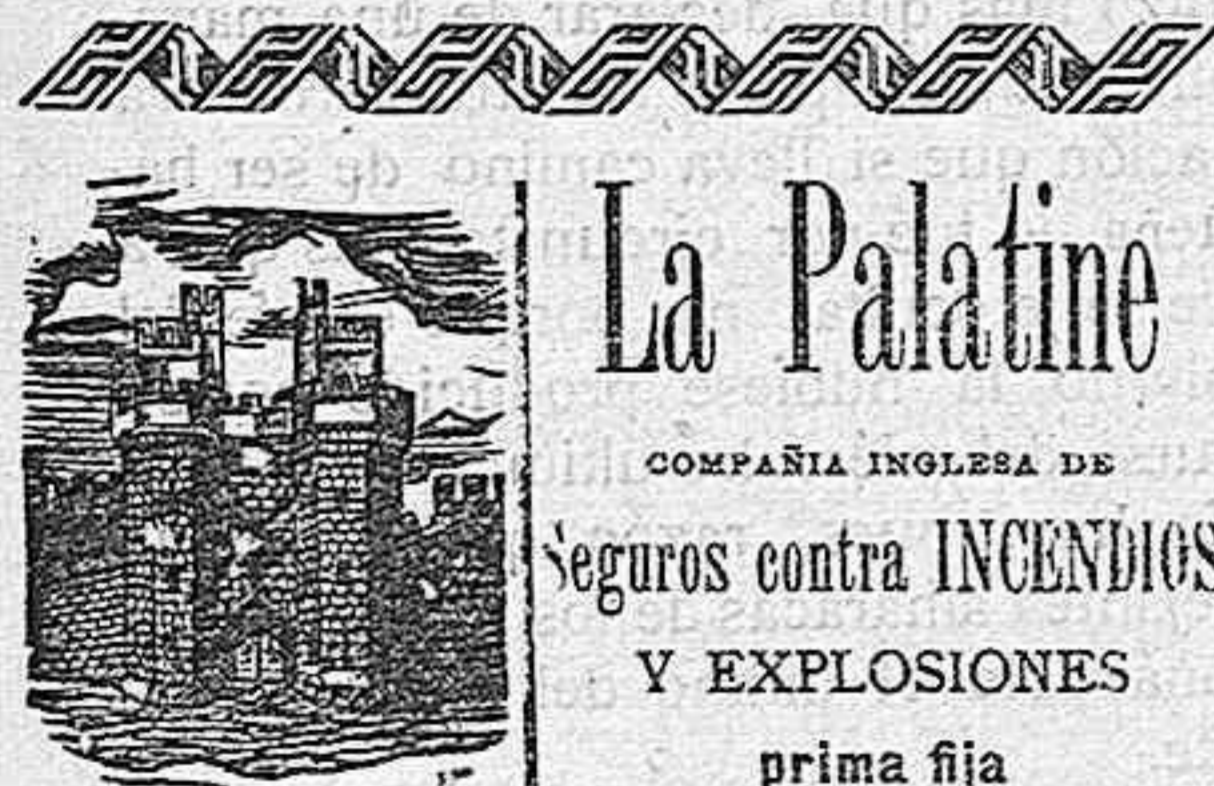 La Palatine
COMPAÑIA INGLESA DE
Seguros contra INCENDIOS
Y EXPLOSIONES
prima fija